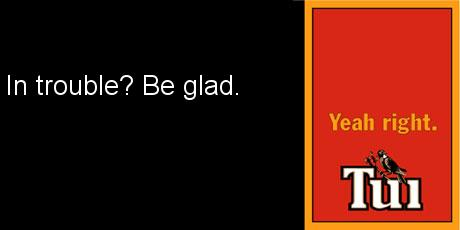 In trouble? Be glad.
Yeah right.
Tui